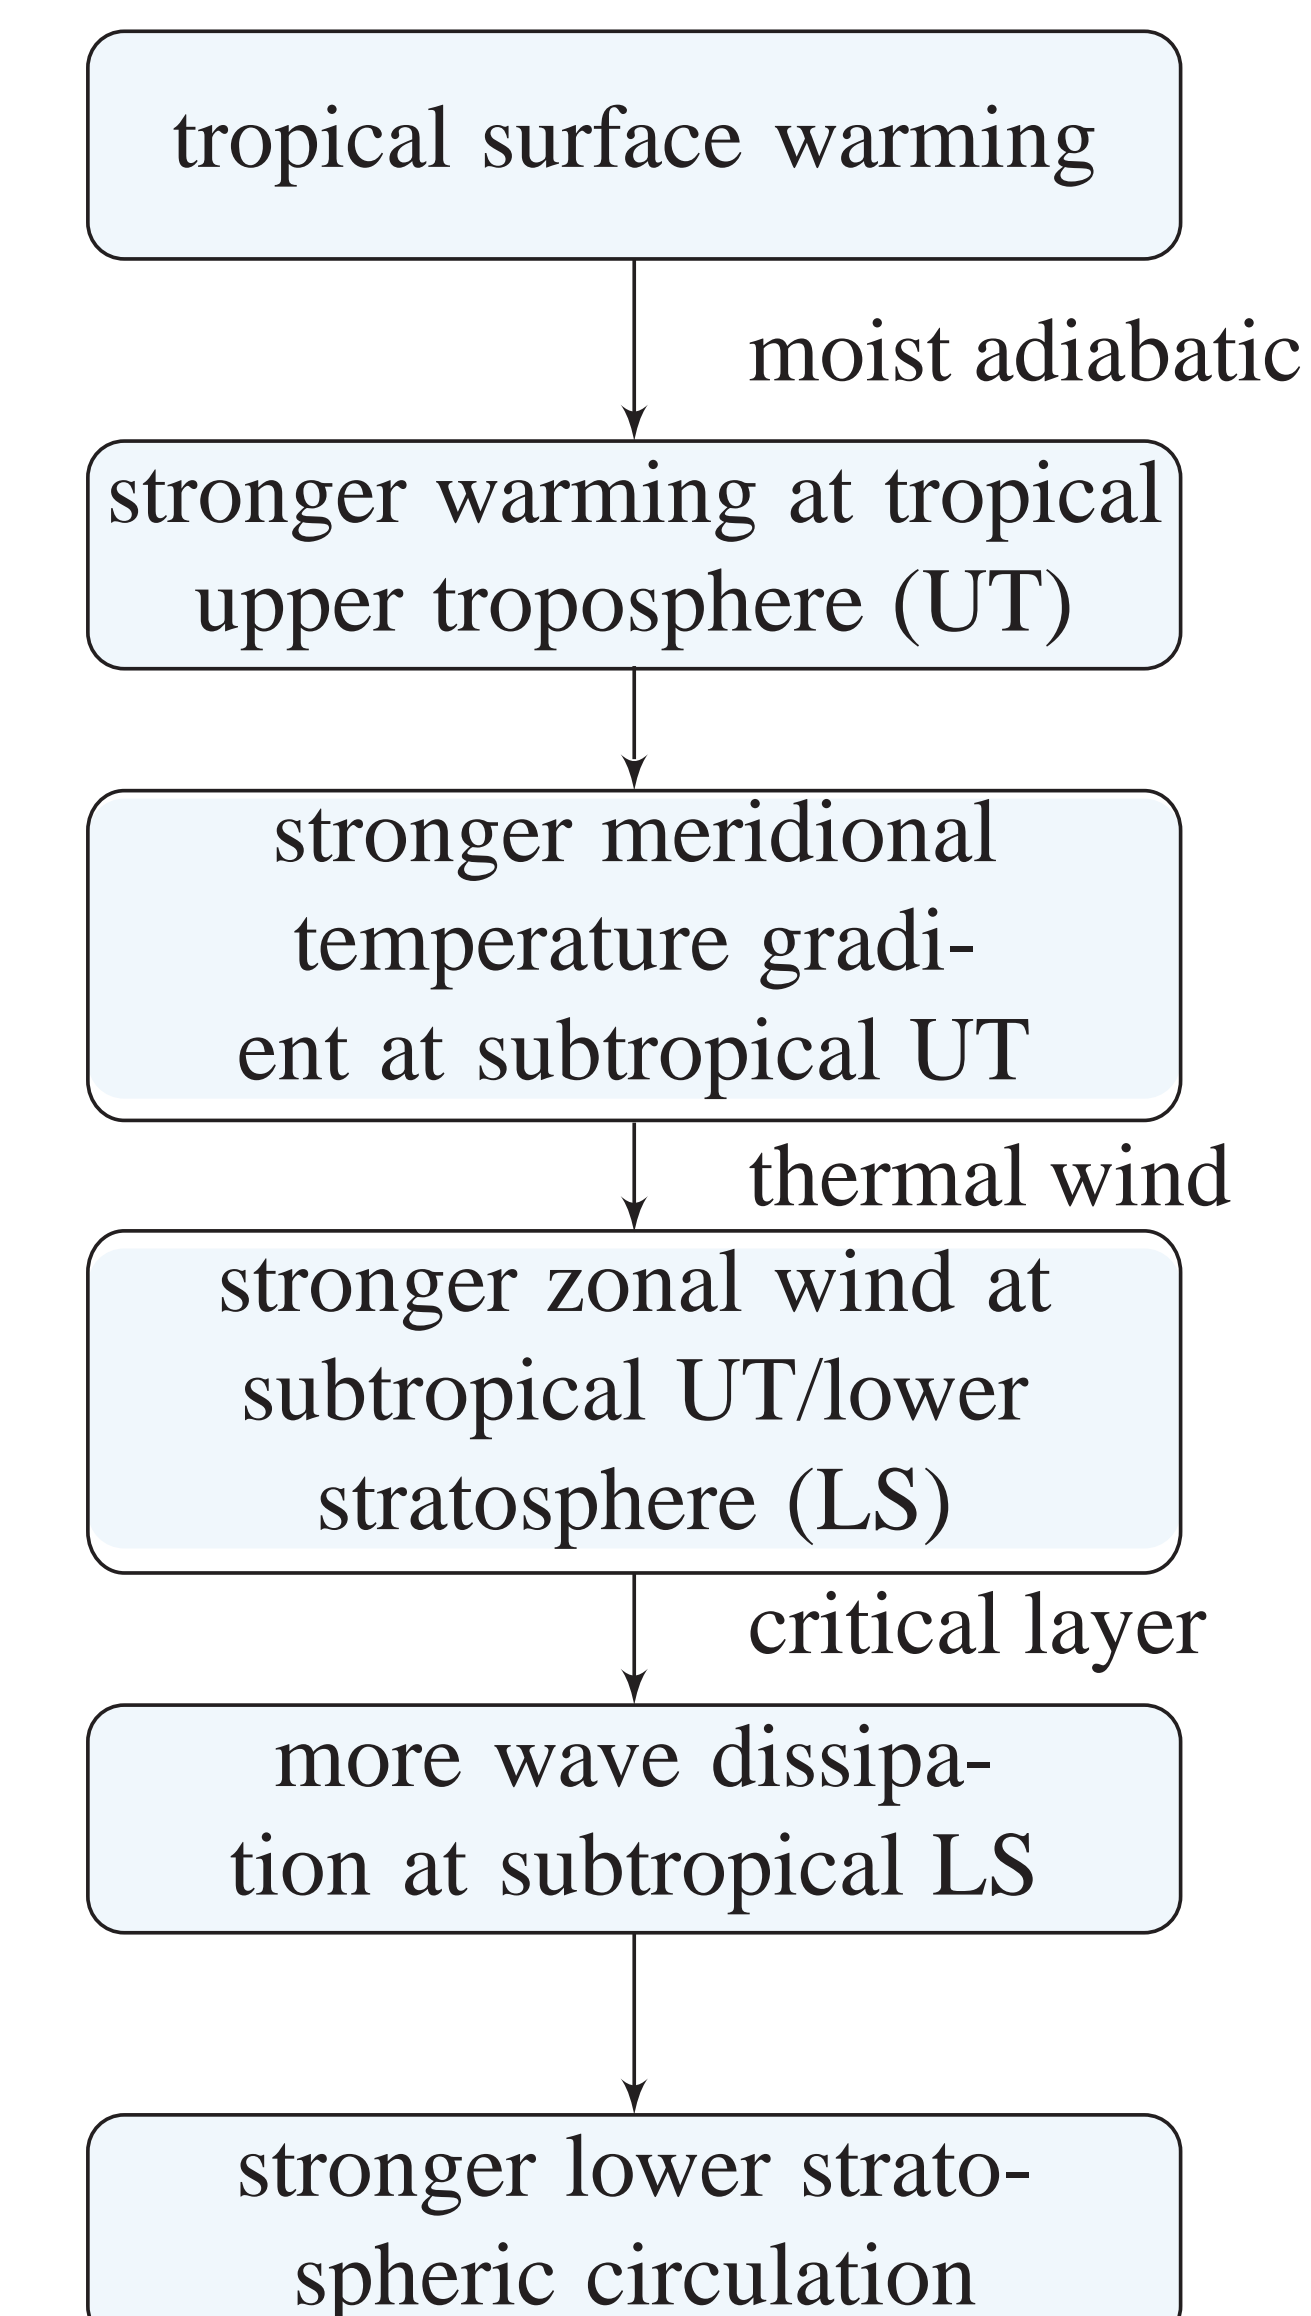 tropical surface warming
moist adiabatic
stronger warming at tropical
upper troposphere (UT)
stronger meridional
temperature gradi-
ent at subtropical UT
thermal wind
stronger zonal wind at
subtropical UT/lower
stratosphere (LS)
critical layer
more wave dissipa-
tion at subtropical LS
stronger lower strato-
spheric circulation